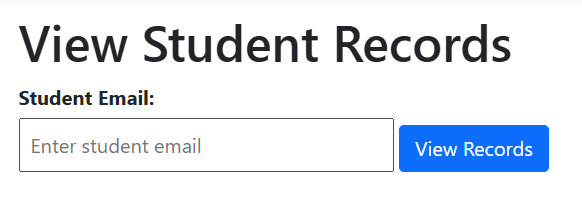 View Student Records
Student Email:
Enter student email
View Records